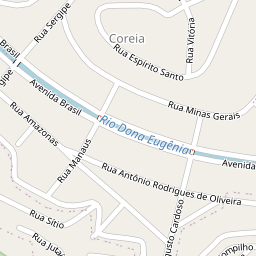 Rua Sergipe
Coreia
Rua Vitória
Rua Espírito Santo
Brasil
Avenida Brasil
Rua Minas Gerais
Rio Dona Eugênia
Rua Amazonas
Rua Manaus
Avenida
Rua Antônio Rodrigues de Oliveira
Rua Sítio